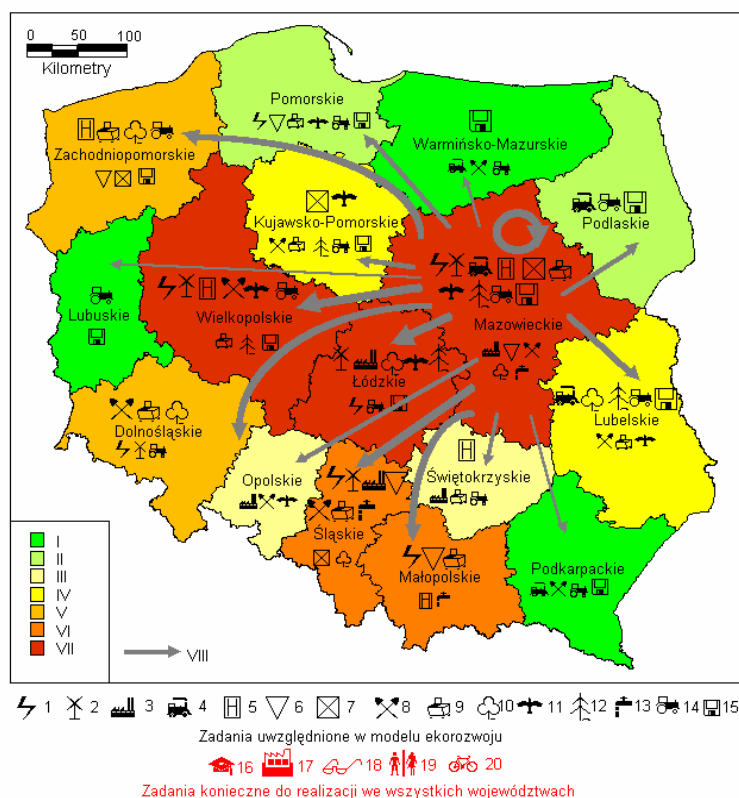 0 50 100
Kilometry
Pomorskie
Warmińsko-Mazurskie
Zachodniopomorskie
Kujawsko-Pomorskie
Podlaskie
Lubuskie
Wielkopolskie
Mazowieckie
Łódzkie
Lubelskie
Dolnośląskie
Opolskie
Świętokrzyskie
Śląskie
Małopolskie
Podkarpackie
I
II
III
IV
V
VI
VII
VIII
1 2 3 4 5 6 7 8 9 10 11 12 13 14 15
Zadania uwzględnione w modelu ekorozwoju
16 17 18 19 20
Zadania konieczne do realizacji we wszystkich województwach